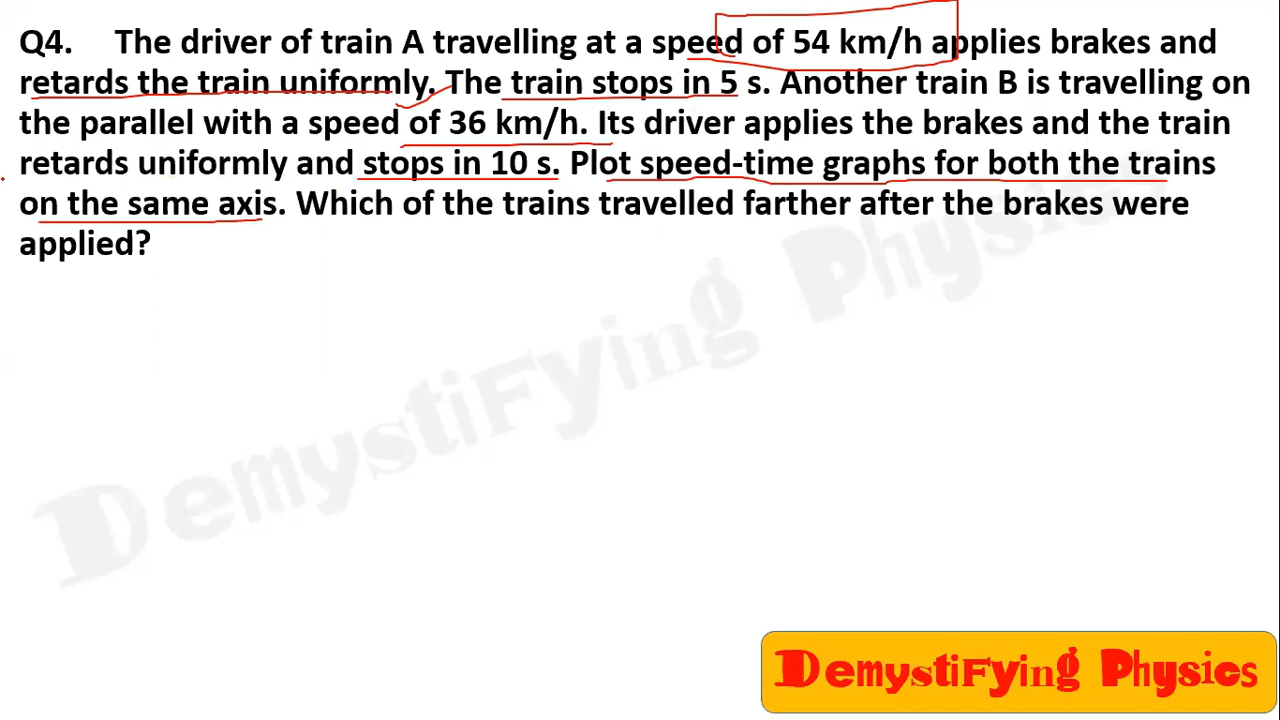 Q4. The driver of train A travelling at a speed of 54 km/h applies brakes and
retards the train uniformly. The train stops in 5 s. Another train B is travelling on
the parallel with a speed of 36 km/h. Its driver applies the brakes and the train
retards uniformly and stops in 10 s. Plot speed-time graphs for both the trains
on the same axis. Which of the trains travelled farther after the brakes were
applied?
DemystiFying Physics
DemystiFying Physics